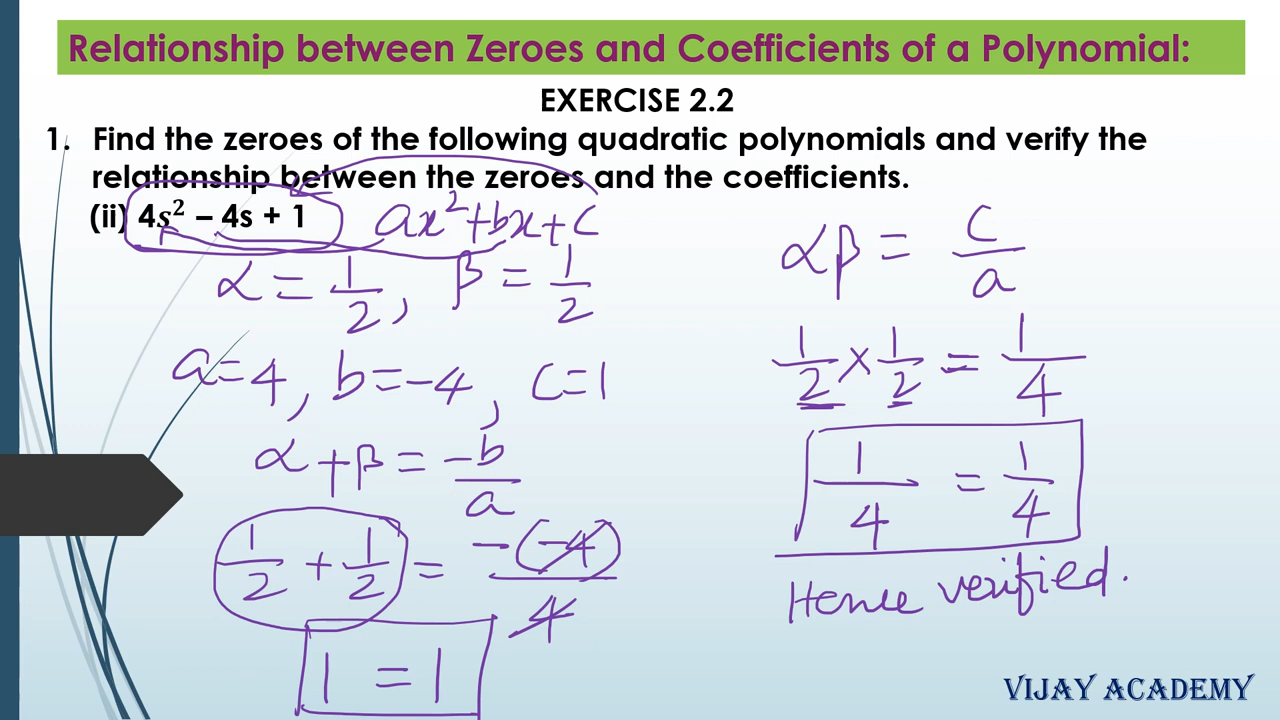 Relationship between Zeroes and Coefficients of a Polynomial:
EXERCISE 2.2
1. Find the zeroes of the following quadratic polynomials and verify the
relationship between the zeroes and the coefficients.
(ii) 4s² – 4s + 1 ax²+bx+c
α = 1/2, β = 1/2
a=4, b=-4, c=1
α+β = -b/a
1/2 + 1/2 = -(-4)/4
1 = 1
αβ = c/a
1/2 × 1/2 = 1/4
1/4 = 1/4
Hence verified.
VIJAY ACADEMY